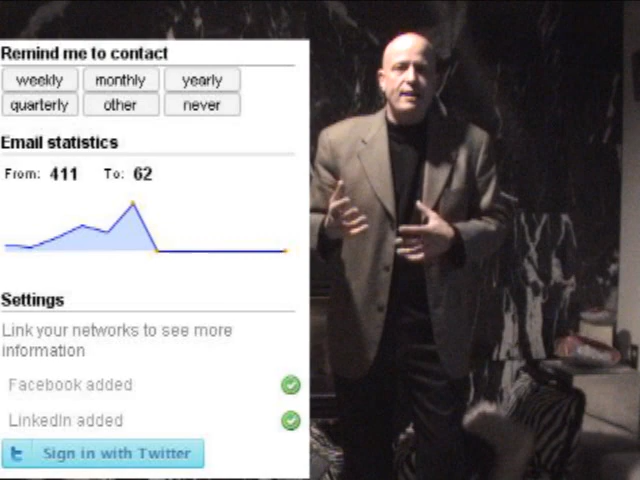 Remind me to contact
weekly monthly yearly
quarterly other never
Email statistics
From: 411 To: 62
Settings
Link your networks to see more
information
Facebook added
LinkedIn added
Sign in with Twitter